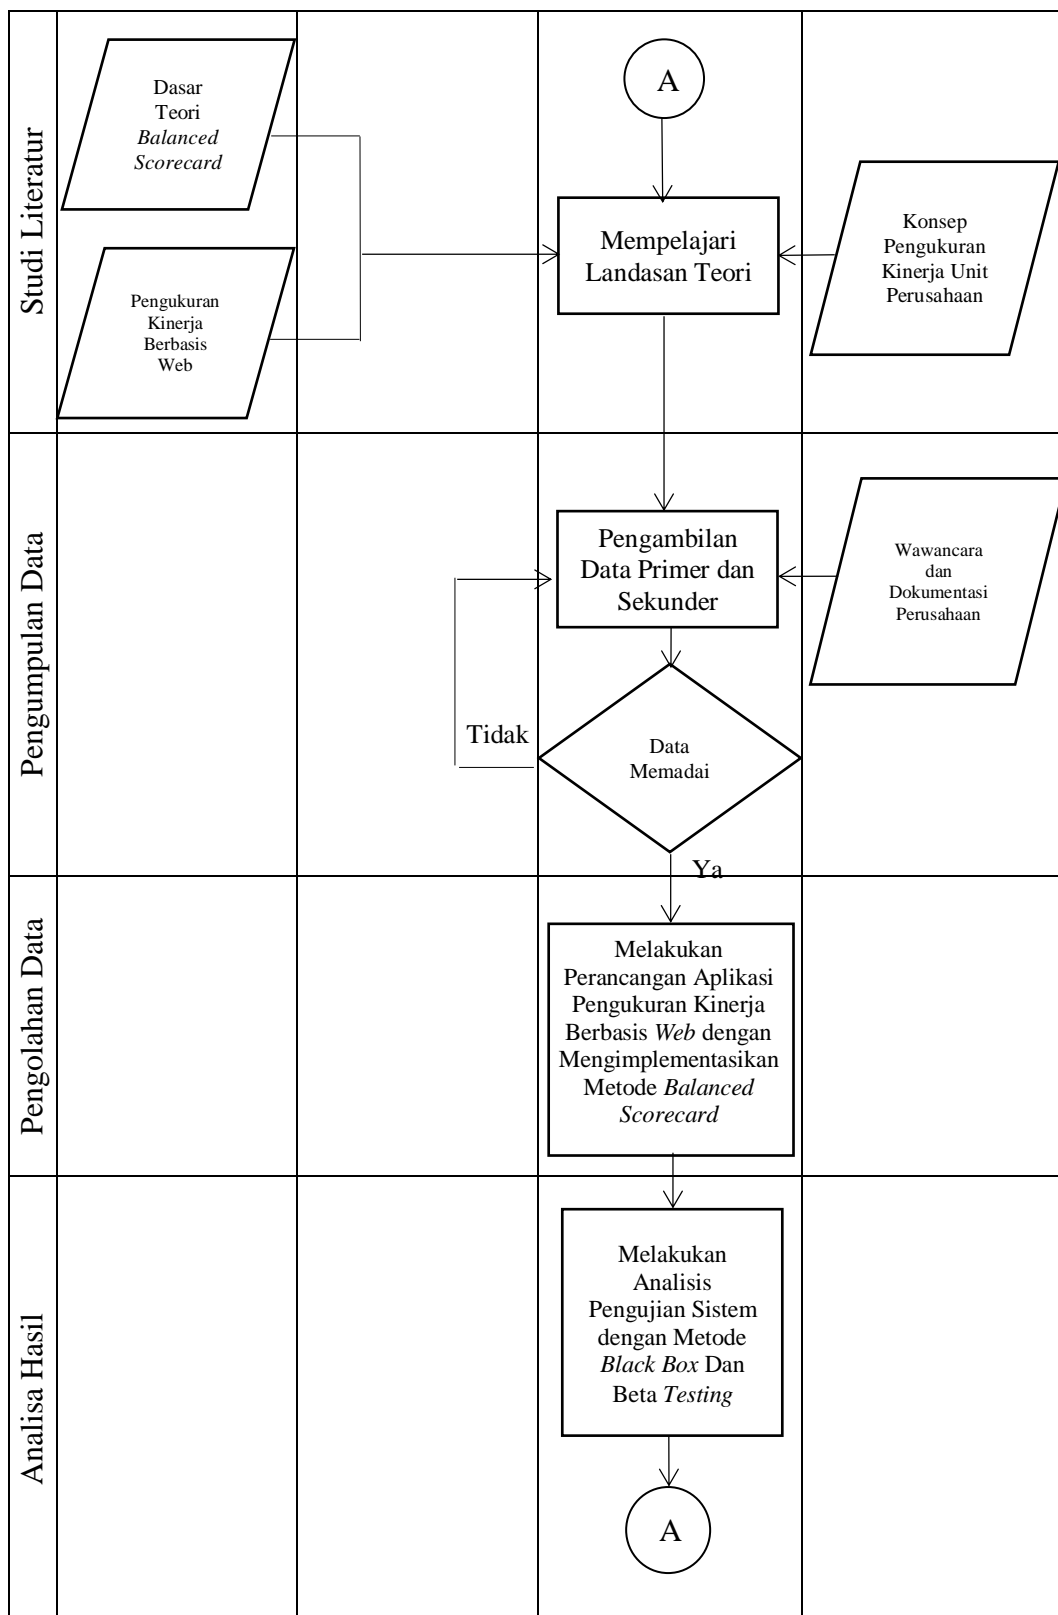 Studi Literatur
Dasar
Teori
Balanced
Scorecard
A
Pengukuran
Kinerja
Berbasis
Web
Mempelajari
Landasan Teori
Konsep
Pengukuran
Kinerja Unit
Perusahaan
Pengumpulan Data
Pengambilan
Data Primer dan
Sekunder
Wawancara
dan
Dokumentasi
Perusahaan
Tidak
Data
Memadai
Ya
Pengolahan Data
Melakukan
Perancangan Aplikasi
Pengukuran Kinerja
Berbasis Web dengan
Mengimplementasikan
Metode Balanced
Scorecard
Analisa Hasil
Melakukan
Analisis
Pengujian Sistem
dengan Metode
Black Box Dan
Beta Testing
A